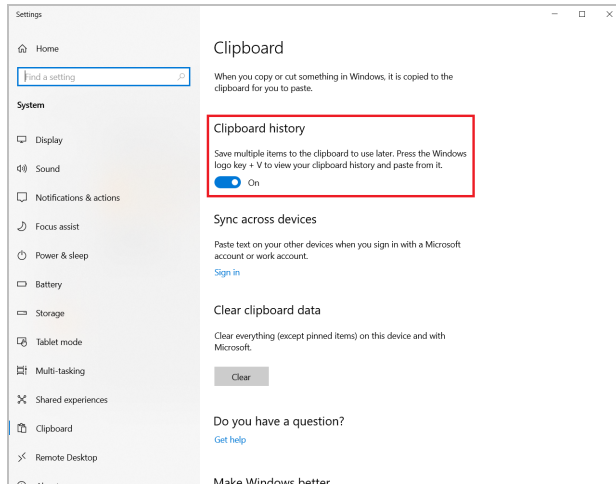 Settings
Home
Find a setting
System
Display
Sound
Notifications & actions
Focus assist
Power & sleep
Battery
Storage
Tablet mode
Multi-tasking
Shared experiences
Clipboard
Remote Desktop
Clipboard
When you copy or cut something in Windows, it is copied to the
clipboard for you to paste.
Clipboard history
Save multiple items to the clipboard to use later. Press the Windows
logo key + V to view your clipboard history and paste from it.
On
Sync across devices
Paste text on your other devices when you sign in with a Microsoft
account or work account.
Sign in
Clear clipboard data
Clear everything (except pinned items) on this device and with
Microsoft.
Clear
Do you have a question?
Get help
Make Windows better